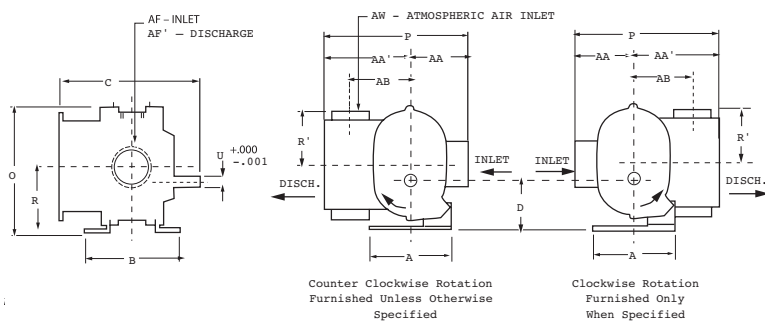 AF–INLET
AF' – DISCHARGE
C
O
R
B
U +.000
-.001
AW - ATMOSPHERIC AIR INLET
P
AA' AA
AB
R'
INLET
DISCH.
D
A
Counter Clockwise Rotation
Furnished Unless Otherwise
Specified
P
AA AA'
AB
R'
INLET
DISCH.
A
Clockwise Rotation
Furnished Only
When Specified